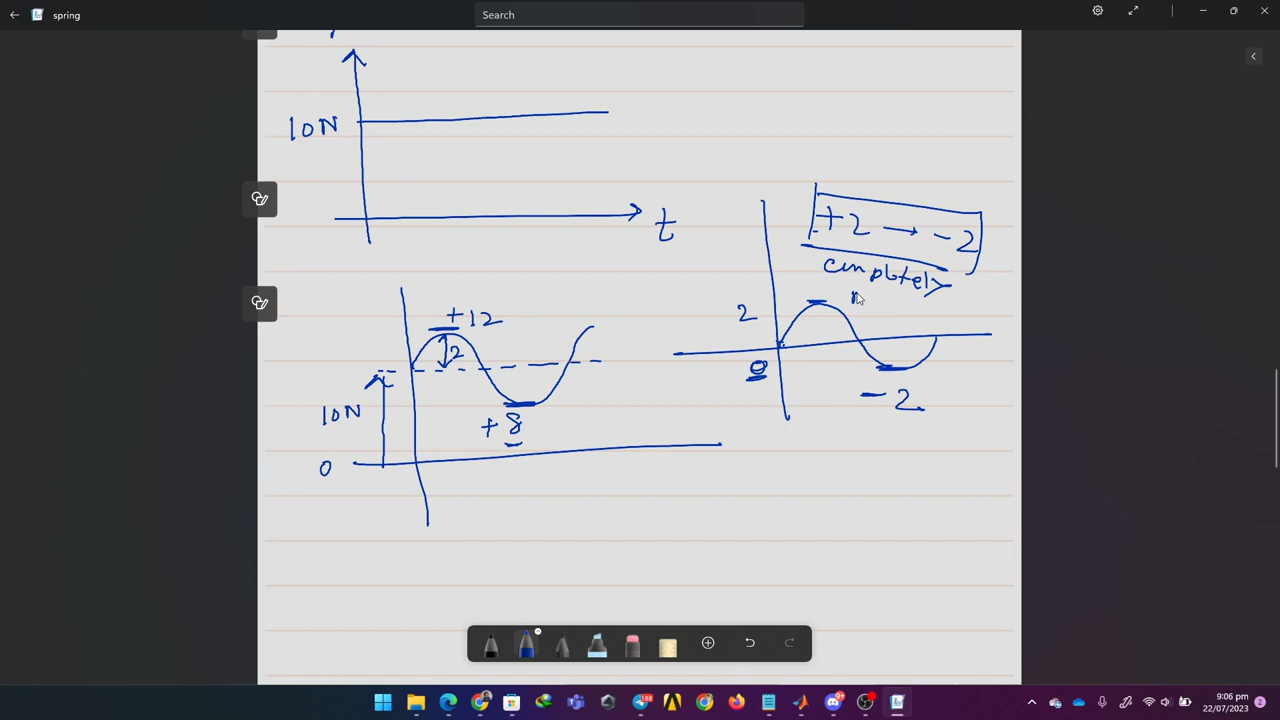 spring
Search
10N
t
+2 → -2
completely
2
0
-2
+12
2
10N
+8
0
9:06 pm
22/07/2023